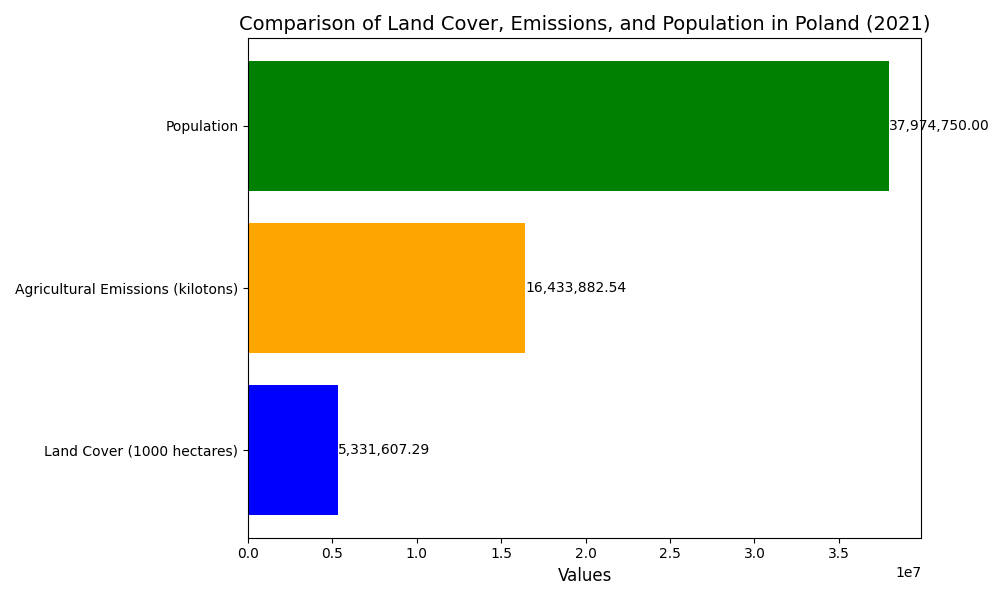 Comparison of Land Cover, Emissions, and Population in Poland (2021)
Population
37,974,750.00
Agricultural Emissions (kilotons)
16,433,882.54
Land Cover (1000 hectares)
5,331,607.29
0.0 0.5 1.0 1.5 2.0 2.5 3.0 3.5
1e7
Values